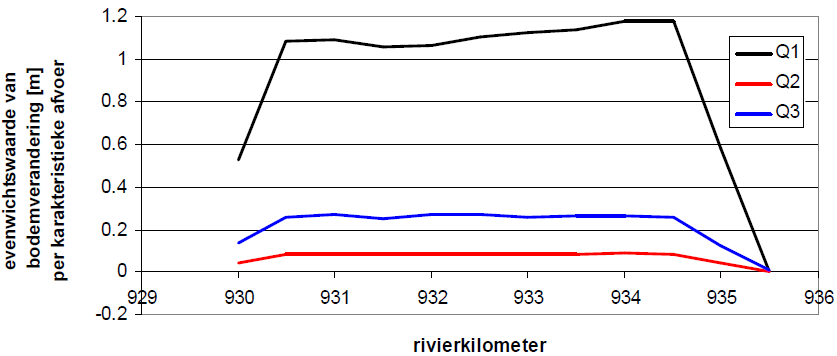 evenwichtswaarde van
bodemverandering [m]
per karakteristieke afvoer
1.2
1
0.8
0.6
0.4
0.2
0
-0.2
929 930 931 932 933 934 935 936
Q1
Q2
Q3
rivierkilometer